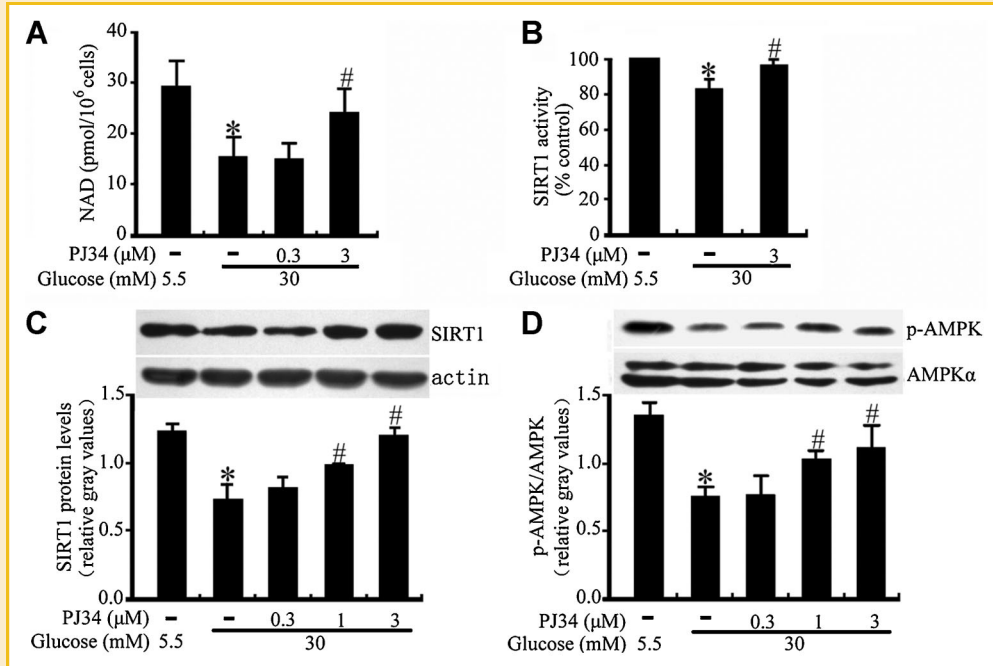 A
NAD (pmol/10⁶ cells)
40
30
20
10
0
*
#
PJ34 (μM) - - 0.3 3
Glucose (mM) 5.5 30
B
SIRT1 activity
(% control)
100
80
60
40
20
0
*
#
PJ34 (μM) - - 3
Glucose (mM) 5.5 30
C
SIRT1
actin
SIRT1 protein levels
(relative gray values)
1.5
1.0
0.5
0.0
*
#
#
PJ34 (μM) - - 0.3 1 3
Glucose (mM) 5.5 30
D
p-AMPK
AMPKα
p-AMPK/AMPK
(relative gray values)
1.5
1.0
0.5
0.0
*
#
#
PJ34 (μM) - - 0.3 1 3
Glucose (mM) 5.5 30